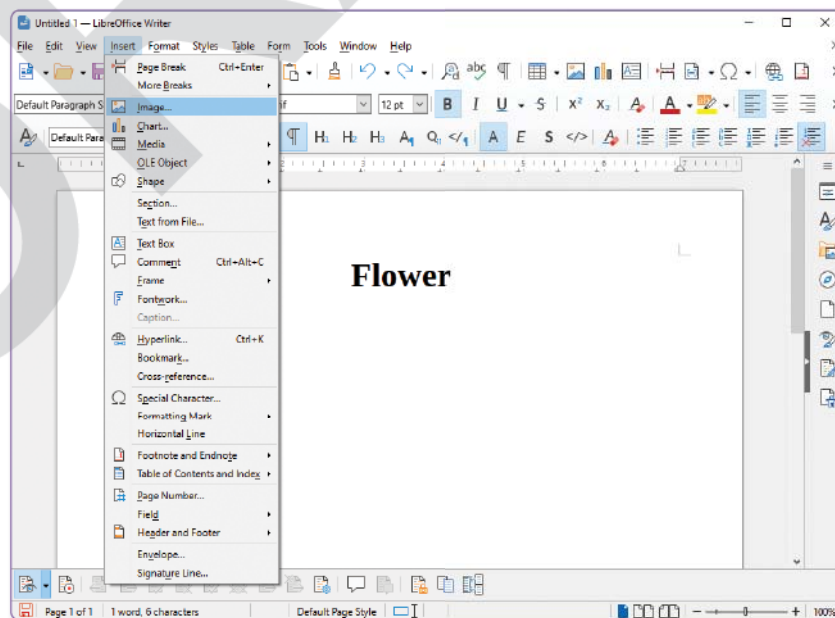 Untitled 1 — LibreOffice Writer
File Edit View Insert Format Styles Table Form Tools Window Help
Page Break Ctrl+Enter
More Breaks
Default Paragraph S
Image...
12 pt
Chart...
Default Para
Media
OLE Object
Shape
Section...
Text from File...
Text Box
Comment Ctrl+Alt+C
Flower
Frame
Fontwork...
Caption...
Hyperlink... Ctrl+K
Bookmark...
Cross-reference...
Special Character...
Formatting Mark
Horizontal Line
Footnote and Endnote
Table of Contents and Index
Page Number...
Field
Header and Footer
Envelope...
Signature Line...
Page 1 of 1 1 word, 6 characters Default Page Style 100%